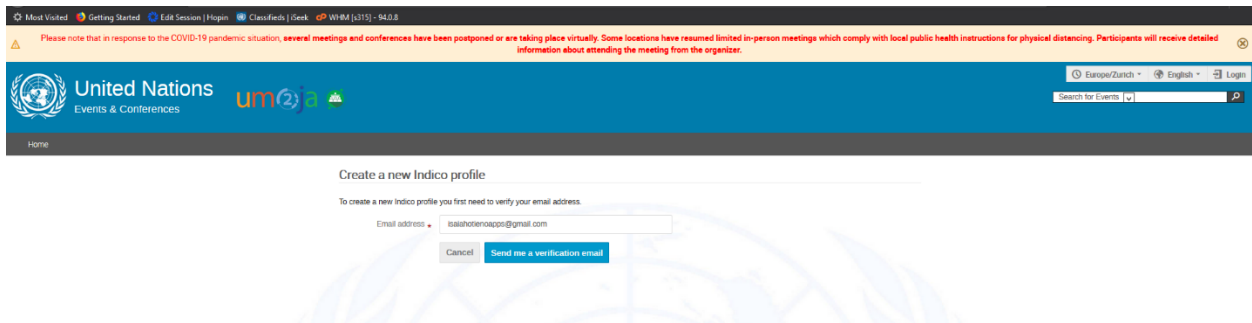 Most Visited Getting Started Edit Session | Hopin Classifieds | iSeek WHM [s315] - 94.0.8
Please note that in response to the COVID-19 pandemic situation, several meetings and conferences have been postponed or are taking place virtually. Some locations have resumed limited in-person meetings which comply with local public health instructions for physical distancing. Participants will receive detailed
information about attending the meeting from the organizer.
Europe/Zurich English Login
United Nations
Events & Conferences
umoja
Search for Events
Home
Create a new Indico profile
To create a new Indico profile you first need to verify your email address.
Email address * isaiahotienoapps@gmail.com
Cancel Send me a verification email